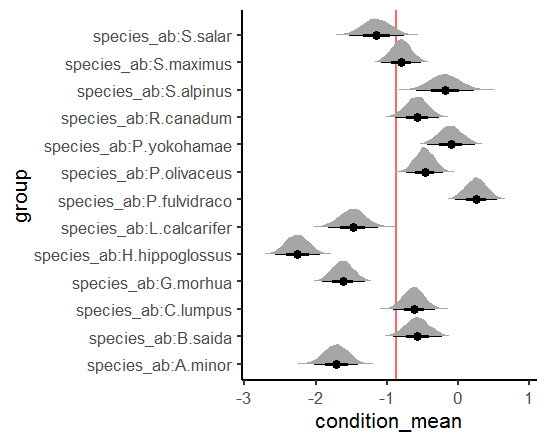 species_ab:S.salar
species_ab:S.maximus
species_ab:S.alpinus
species_ab:R.canadum
species_ab:P.yokohamae
species_ab:P.olivaceus
species_ab:P.fulvidraco
species_ab:L.calcarifer
species_ab:H.hippoglossus
species_ab:G.morhua
species_ab:C.lumpus
species_ab:B.saida
species_ab:A.minor
group
-3 -2 -1 0 1
condition_mean